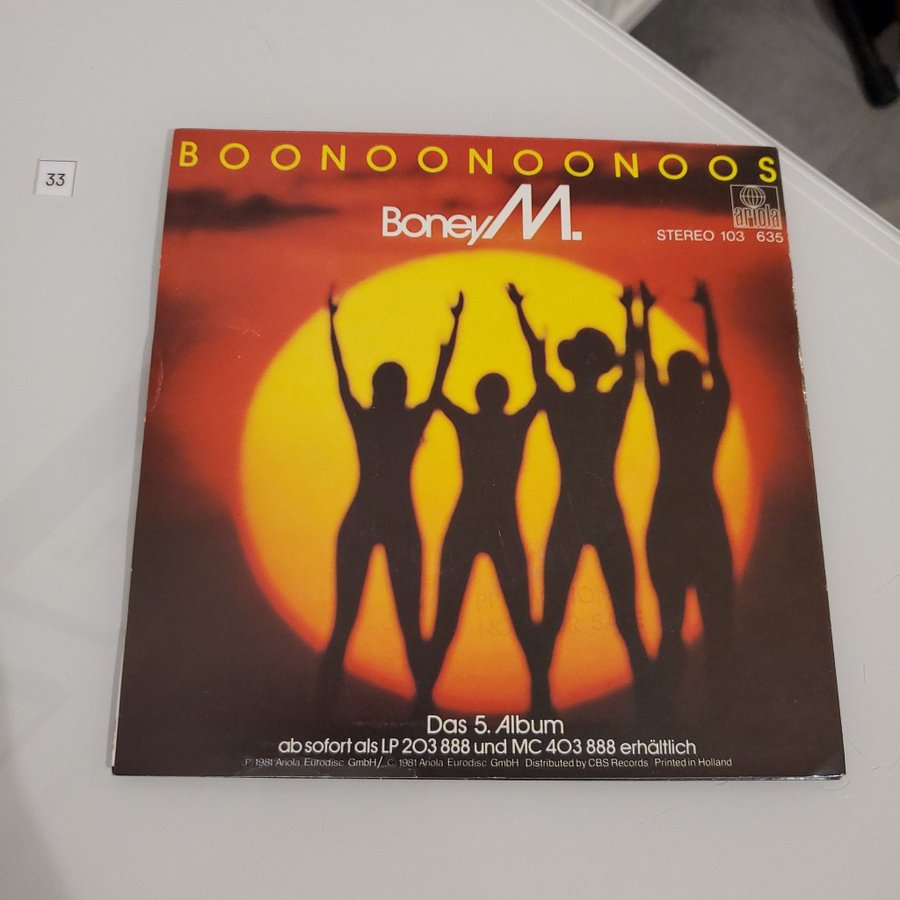 33
BOONOONOONOOS
Boney M.
ariola
STEREO 103 635
Das 5. Album
ab sofort als LP 203 888 und MC 403 888 erhältlich
P 1981 Ariola Eurodisc GmbH/ C 1981 Ariola Eurodisc GmbH Distributed by CBS Records Printed in Holland